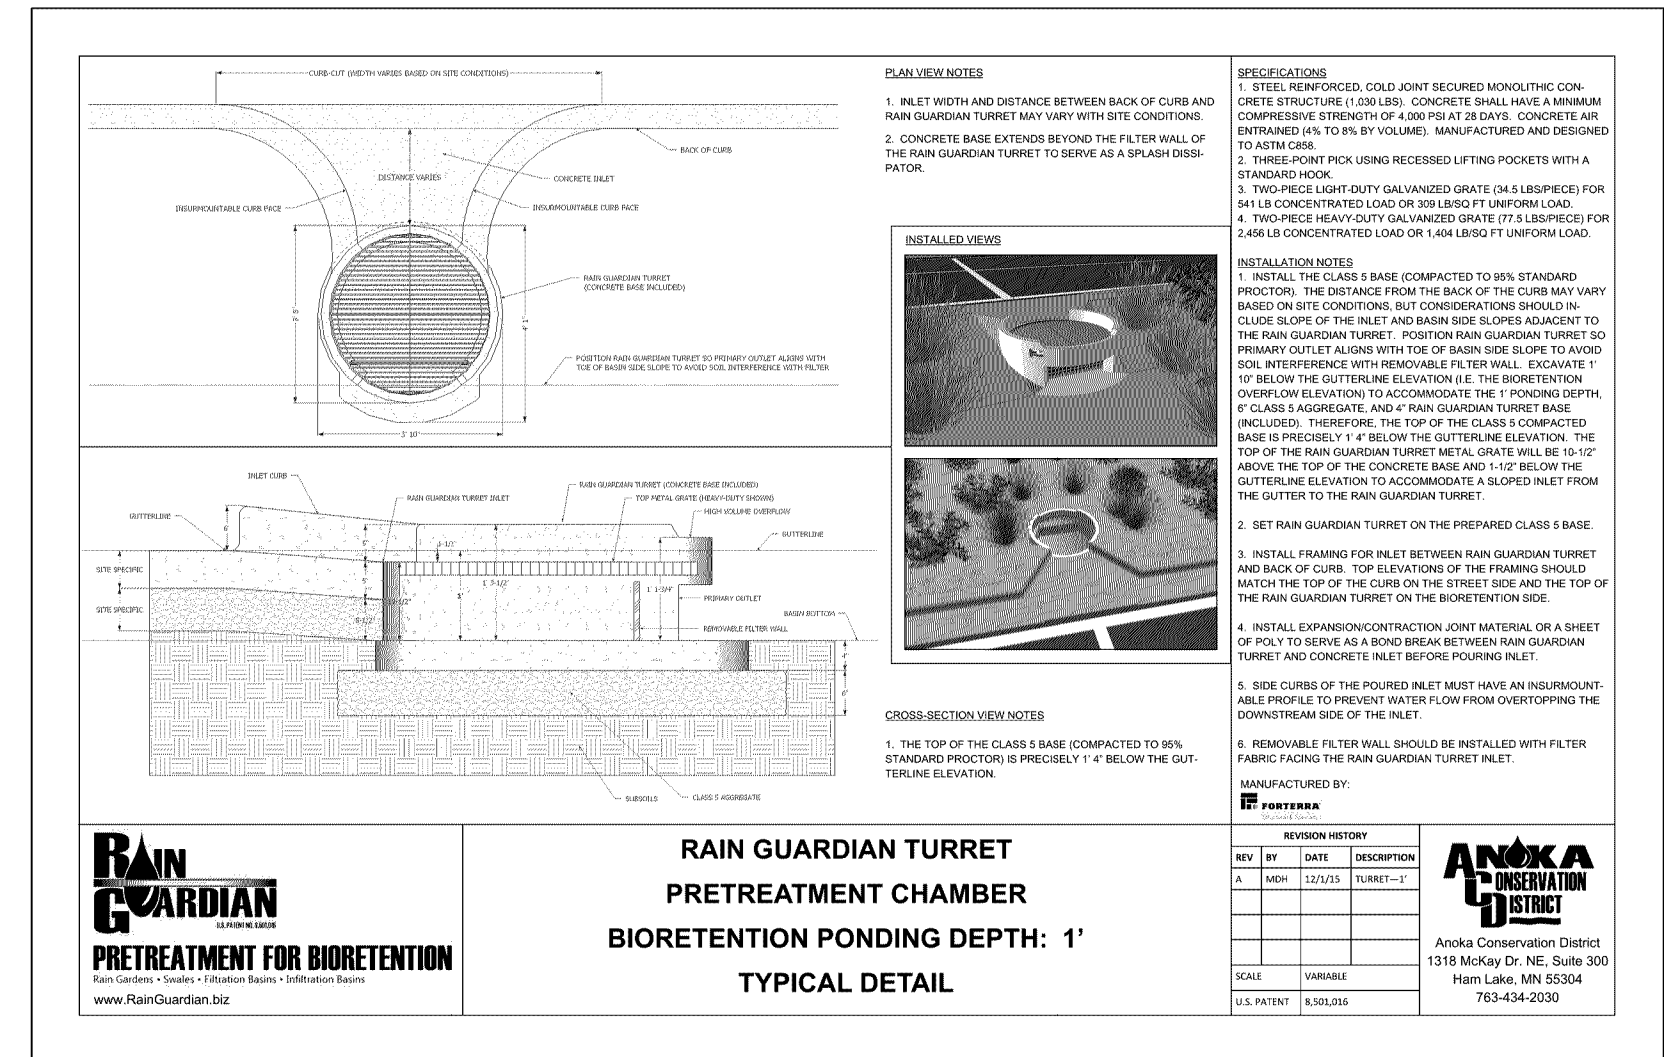 CURB-CUT (WIDTH VARIES BASED ON SITE CONDITIONS)
BACK OF CURB
DISTANCE VARIES
CONCRETE INLET
INSURMOUNTABLE CURB FACE
INSURMOUNTABLE CURB FACE
RAIN GUARDIAN TURRET
(CONCRETE BASE INCLUDED)
4' 1"
POSITION RAIN GUARDIAN TURRET SO PRIMARY OUTLET ALIGNS WITH
TOE OF BASIN SIDE SLOPE TO AVOID SOIL INTERFERENCE WITH FILTER
3' 10"
INLET CURB
RAIN GUARDIAN TURRET (CONCRETE BASE INCLUDED)
RAIN GUARDIAN TURRET INLET
TOP METAL GRATE (HEAVY-DUTY SHOWN)
HIGH VOLUME OVERFLOW
GUTTERLINE
GUTTERLINE
SITE SPECIFIC
1' 3-1/2"
1' 1-3/4"
PRIMARY OUTLET
SITE SPECIFIC
BASIN BOTTOM
REMOVABLE FILTER WALL
4"
6"
SUBSOILS
CLASS 5 AGGREGATE
PLAN VIEW NOTES
1. INLET WIDTH AND DISTANCE BETWEEN BACK OF CURB AND
RAIN GUARDIAN TURRET MAY VARY WITH SITE CONDITIONS.
2. CONCRETE BASE EXTENDS BEYOND THE FILTER WALL OF
THE RAIN GUARDIAN TURRET TO SERVE AS A SPLASH DISSI-
PATOR.
INSTALLED VIEWS
CROSS-SECTION VIEW NOTES
1. THE TOP OF THE CLASS 5 BASE (COMPACTED TO 95%
STANDARD PROCTOR) IS PRECISELY 1' 4" BELOW THE GUT-
TERLINE ELEVATION.
SPECIFICATIONS
1. STEEL REINFORCED, COLD JOINT SECURED MONOLITHIC CON-
CRETE STRUCTURE (1,030 LBS). CONCRETE SHALL HAVE A MINIMUM
COMPRESSIVE STRENGTH OF 4,000 PSI AT 28 DAYS. CONCRETE AIR
ENTRAINED (4% TO 8% BY VOLUME). MANUFACTURED AND DESIGNED
TO ASTM C858.
2. THREE-POINT PICK USING RECESSED LIFTING POCKETS WITH A
STANDARD HOOK.
3. TWO-PIECE LIGHT-DUTY GALVANIZED GRATE (34.5 LBS/PIECE) FOR
541 LB CONCENTRATED LOAD OR 309 LB/SQ FT UNIFORM LOAD.
4. TWO-PIECE HEAVY-DUTY GALVANIZED GRATE (77.5 LBS/PIECE) FOR
2,456 LB CONCENTRATED LOAD OR 1,404 LB/SQ FT UNIFORM LOAD.
INSTALLATION NOTES
1. INSTALL THE CLASS 5 BASE (COMPACTED TO 95% STANDARD
PROCTOR). THE DISTANCE FROM THE BACK OF THE CURB MAY VARY
BASED ON SITE CONDITIONS, BUT CONSIDERATIONS SHOULD IN-
CLUDE SLOPE OF THE INLET AND BASIN SIDE SLOPES ADJACENT TO
THE RAIN GUARDIAN TURRET. POSITION RAIN GUARDIAN TURRET SO
PRIMARY OUTLET ALIGNS WITH TOE OF BASIN SIDE SLOPE TO AVOID
SOIL INTERFERENCE WITH REMOVABLE FILTER WALL. EXCAVATE 1'
10" BELOW THE GUTTERLINE ELEVATION (I.E. THE BIORETENTION
OVERFLOW ELEVATION) TO ACCOMMODATE THE 1' PONDING DEPTH,
6" CLASS 5 AGGREGATE, AND 4" RAIN GUARDIAN TURRET BASE
(INCLUDED). THEREFORE, THE TOP OF THE CLASS 5 COMPACTED
BASE IS PRECISELY 1' 4" BELOW THE GUTTERLINE ELEVATION. THE
TOP OF THE RAIN GUARDIAN TURRET METAL GRATE WILL BE 10-1/2"
ABOVE THE TOP OF THE CONCRETE BASE AND 1-1/2" BELOW THE
GUTTERLINE ELEVATION TO ACCOMMODATE A SLOPED INLET FROM
THE GUTTER TO THE RAIN GUARDIAN TURRET.
2. SET RAIN GUARDIAN TURRET ON THE PREPARED CLASS 5 BASE.
3. INSTALL FRAMING FOR INLET BETWEEN RAIN GUARDIAN TURRET
AND BACK OF CURB. TOP ELEVATIONS OF THE FRAMING SHOULD
MATCH THE TOP OF THE CURB ON THE STREET SIDE AND THE TOP OF
THE RAIN GUARDIAN TURRET ON THE BIORETENTION SIDE.
4. INSTALL EXPANSION/CONTRACTION JOINT MATERIAL OR A SHEET
OF POLY TO SERVE AS A BOND BREAK BETWEEN RAIN GUARDIAN
TURRET AND CONCRETE INLET BEFORE POURING INLET.
5. SIDE CURBS OF THE POURED INLET MUST HAVE AN INSURMOUNT-
ABLE PROFILE TO PREVENT WATER FLOW FROM OVERTOPPING THE
DOWNSTREAM SIDE OF THE INLET.
6. REMOVABLE FILTER WALL SHOULD BE INSTALLED WITH FILTER
FABRIC FACING THE RAIN GUARDIAN TURRET INLET.
MANUFACTURED BY:
FORTERRA
RAIN
GUARDIAN
U.S. PATENT NO. 8,501,016
PRETREATMENT FOR BIORETENTION
Rain Gardens • Swales • Filtration Basins • Infiltration Basins
www.RainGuardian.biz
RAIN GUARDIAN TURRET
PRETREATMENT CHAMBER
BIORETENTION PONDING DEPTH: 1'
TYPICAL DETAIL
REVISION HISTORY
REV BY DATE DESCRIPTION
A MDH 12/1/15 TURRET—1'
SCALE VARIABLE
U.S. PATENT 8,501,016
ANOKA
CONSERVATION
DISTRICT
Anoka Conservation District
1318 McKay Dr. NE, Suite 300
Ham Lake, MN 55304
763-434-2030